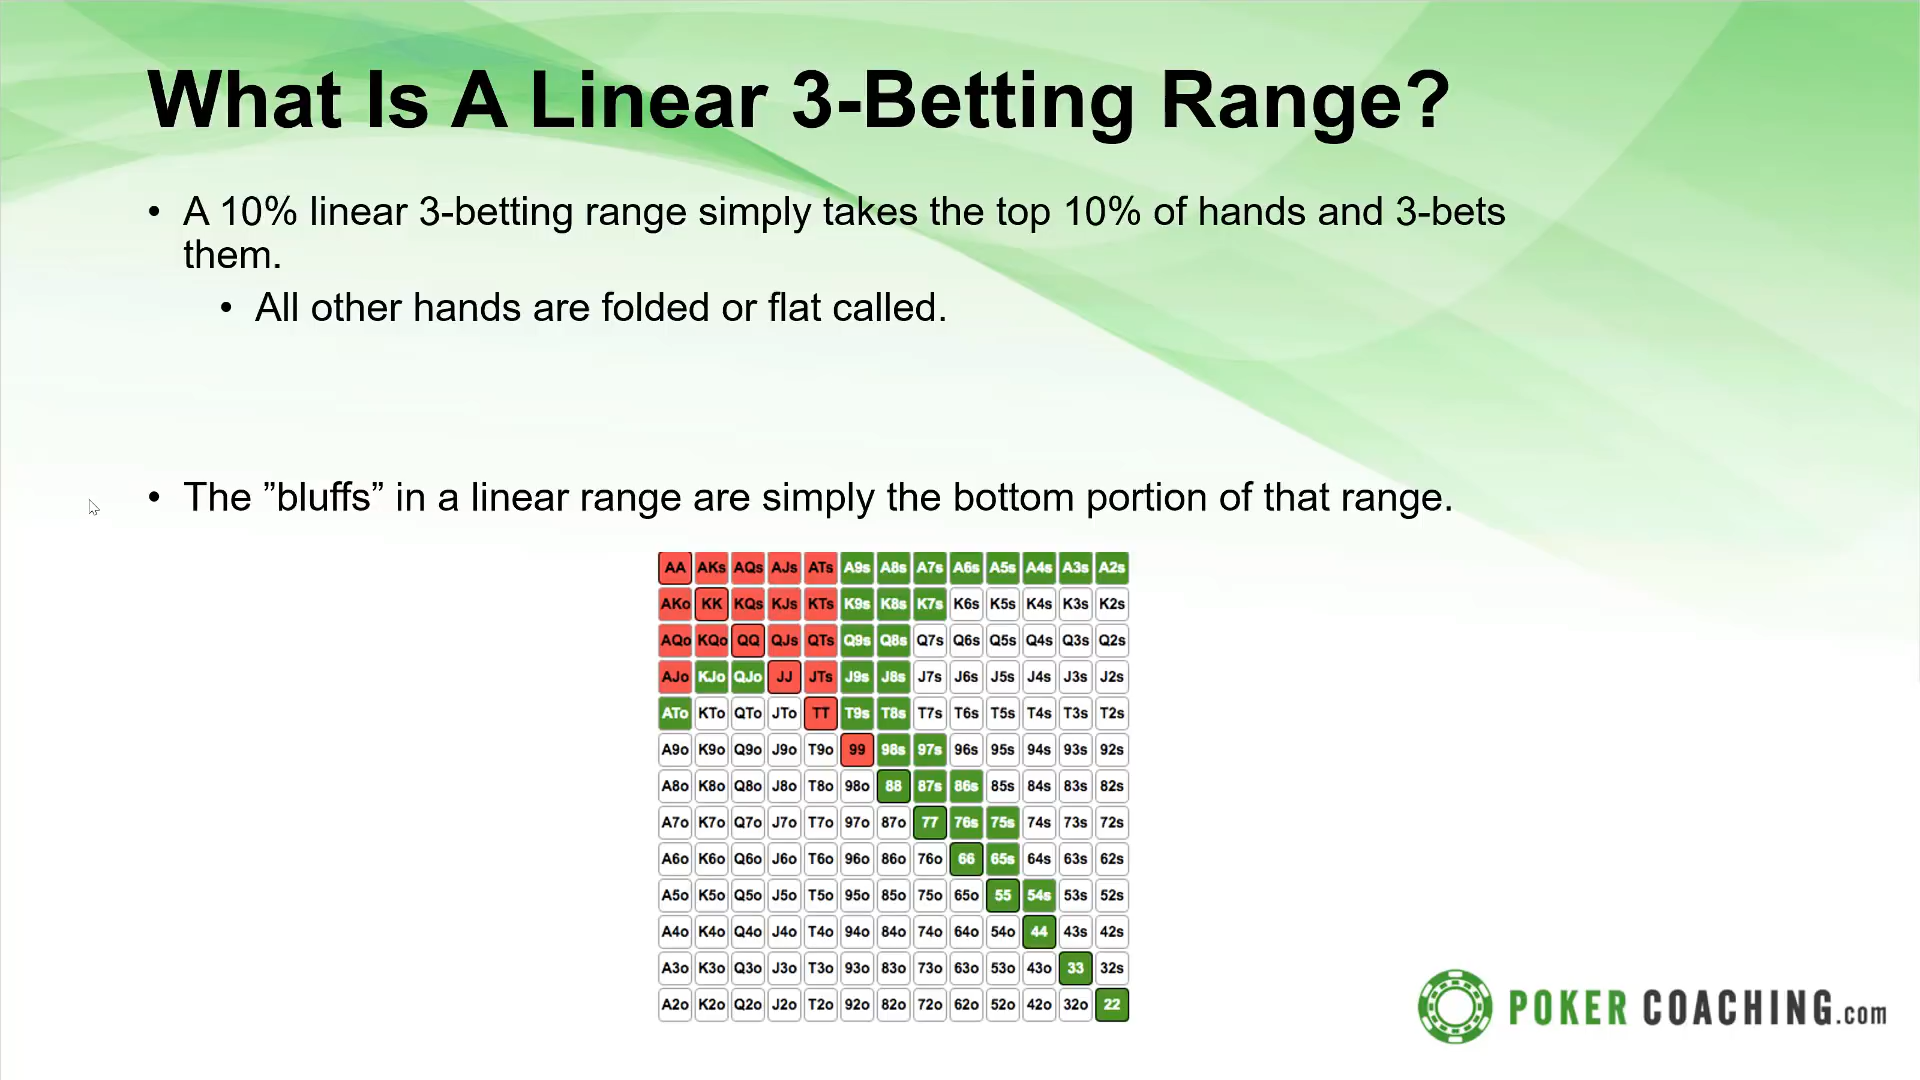 What Is A Linear 3-Betting Range?
• A 10% linear 3-betting range simply takes the top 10% of hands and 3-bets
them.
• All other hands are folded or flat called.
• The ”bluffs” in a linear range are simply the bottom portion of that range.
AA AKs AQs AJs ATs A9s A8s A7s A6s A5s A4s A3s A2s
AKo KK KQs KJs KTs K9s K8s K7s K6s K5s K4s K3s K2s
AQo KQo QQ QJs QTs Q9s Q8s Q7s Q6s Q5s Q4s Q3s Q2s
AJo KJo QJo JJ JTs J9s J8s J7s J6s J5s J4s J3s J2s
ATo KTo QTo JTo TT T9s T8s T7s T6s T5s T4s T3s T2s
A9o K9o Q9o J9o T9o 99 98s 97s 96s 95s 94s 93s 92s
A8o K8o Q8o J8o T8o 98o 88 87s 86s 85s 84s 83s 82s
A7o K7o Q7o J7o T7o 97o 87o 77 76s 75s 74s 73s 72s
A6o K6o Q6o J6o T6o 96o 86o 76o 66 65s 64s 63s 62s
A5o K5o Q5o J5o T5o 95o 85o 75o 65o 55 54s 53s 52s
A4o K4o Q4o J4o T4o 94o 84o 74o 64o 54o 44 43s 42s
A3o K3o Q3o J3o T3o 93o 83o 73o 63o 53o 43o 33 32s
A2o K2o Q2o J2o T2o 92o 82o 72o 62o 52o 42o 32o 22
POKER COACHING.com